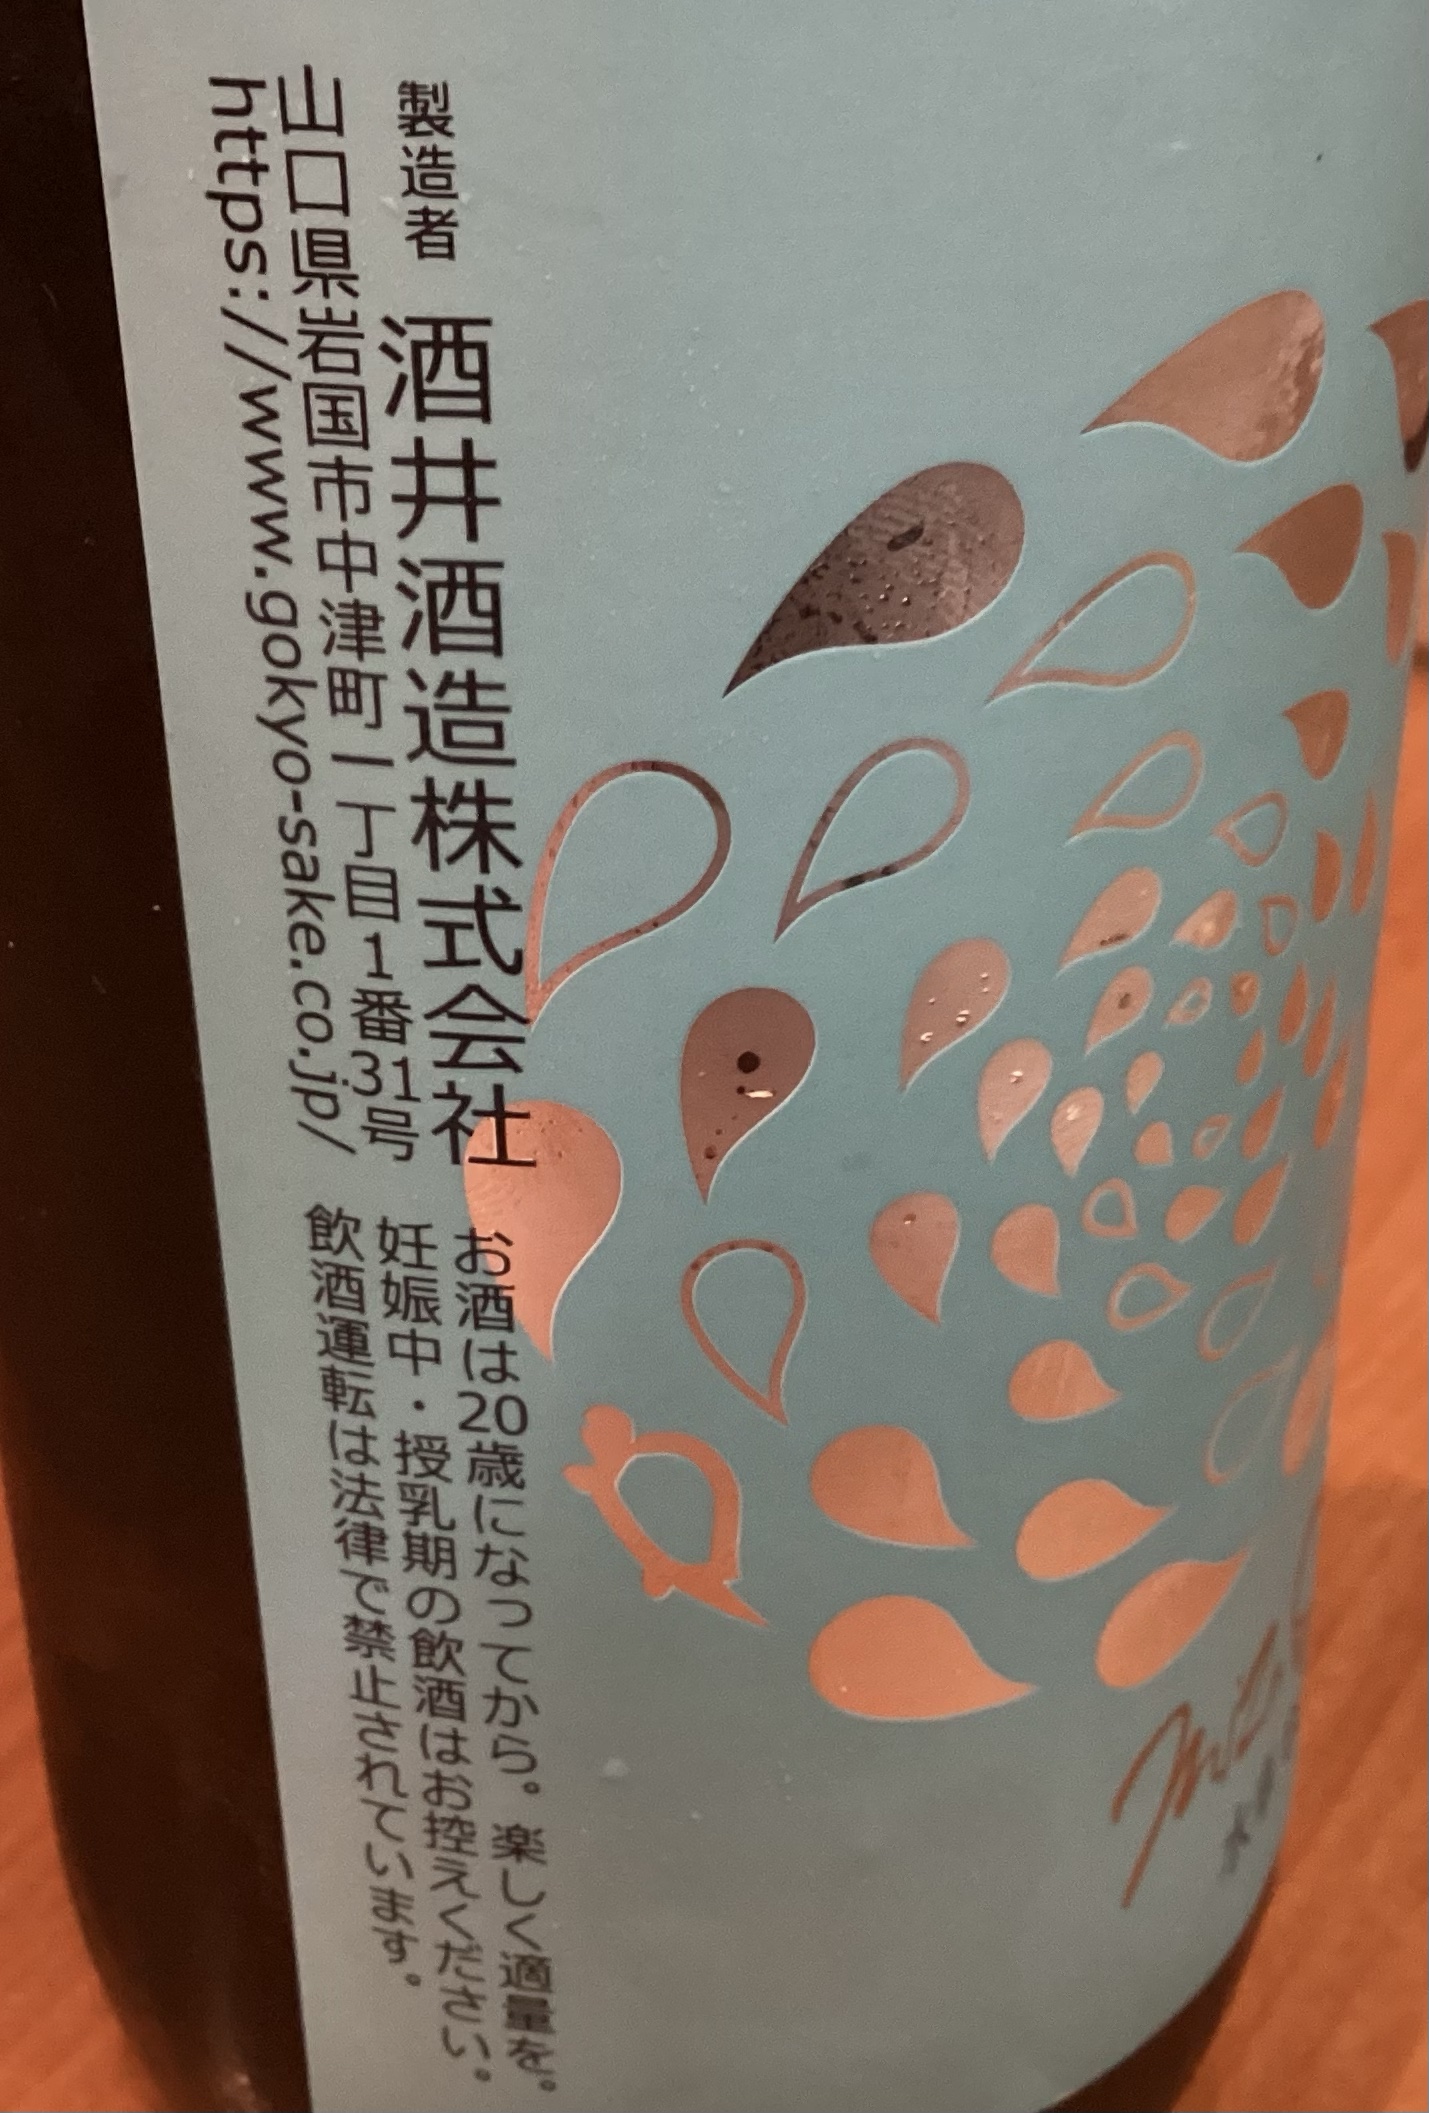 製造者 酒井酒造株式会社
山口県岩国市中津町一丁目1番31号
https://www.gokyo-sake.co.jp/
お酒は20歳になってから。楽しく適量を。
妊娠中・授乳期の飲酒はお控えください。
飲酒運転は法律で禁止されています。